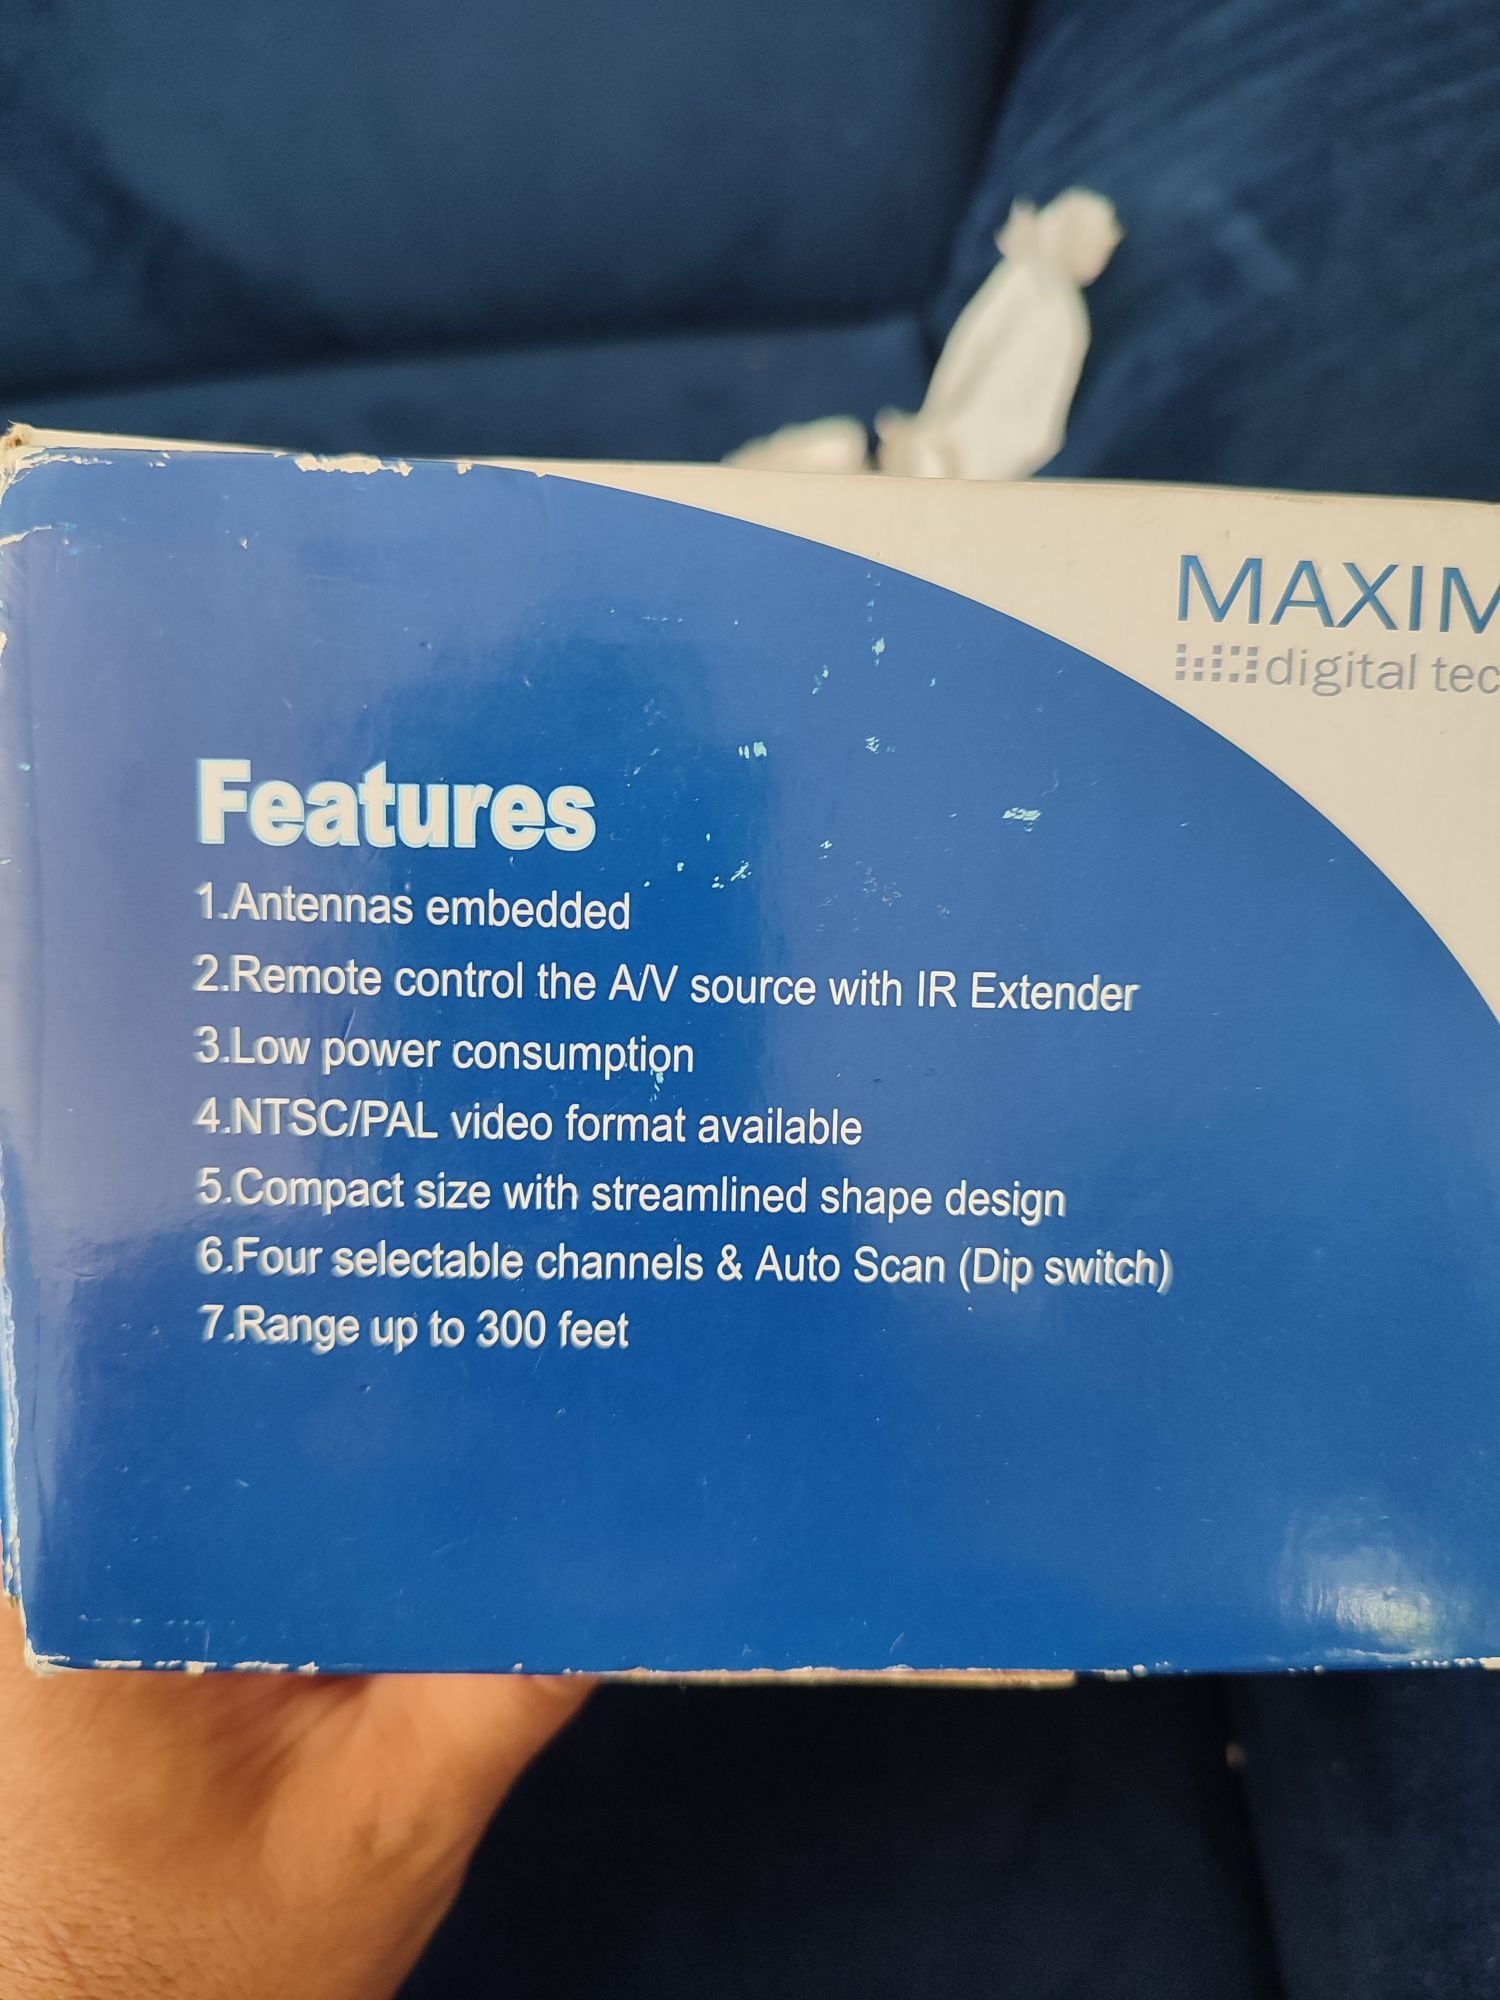 MAXIM
digital tec
Features
1.Antennas embedded
2.Remote control the A/V source with IR Extender
3.Low power consumption
4.NTSC/PAL video format available
5.Compact size with streamlined shape design
6.Four selectable channels & Auto Scan (Dip switch)
7.Range up to 300 feet